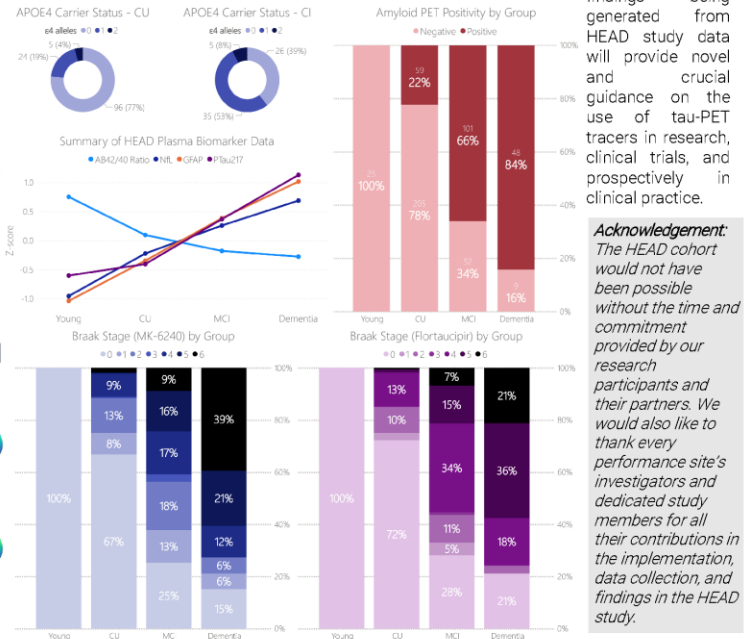 APOE4 Carrier Status - CU
ε4 alleles 0 1 2
5 (4%)
24 (19%)
96 (77%)
APOE4 Carrier Status - CI
ε4 alleles 0 1 2
5 (8%)
26 (39%)
35 (53%)
Summary of HEAD Plasma Biomarker Data
AB42/40 Ratio NfL GFAP PTau217
Z-score
1.0
0.5
0.0
-0.5
-1.0
Young CU MCI Dementia
Amyloid PET Positivity by Group
Negative Positive
100%
80%
60%
40%
20%
0%
25
100%
59
22%
205
78%
101
66%
52
34%
48
84%
9
16%
Young CU MCI Dementia
Braak Stage (MK-6240) by Group
0 1 2 3 4 5 6
100%
80%
60%
40%
20%
0%
100%
9%
13%
8%
67%
9%
16%
17%
18%
13%
25%
39%
21%
12%
6%
6%
15%
Young CU MCI Dementia
Braak Stage (Flortaucipir) by Group
0 1 2 3 4 5 6
100%
80%
60%
40%
20%
0%
100%
13%
10%
72%
7%
15%
34%
11%
5%
28%
21%
36%
18%
21%
Young CU MCI Dementia
findings being
generated from
HEAD study data
will provide novel
and crucial
guidance on the
use of tau-PET
tracers in research,
clinical trials, and
prospectively in
clinical practice.
Acknowledgement:
The HEAD cohort
would not have
been possible
without the time and
commitment
provided by our
research
participants and
their partners. We
would also like to
thank every
performance site's
investigators and
dedicated study
members for all
their contributions in
the implementation,
data collection, and
findings in the HEAD
study.